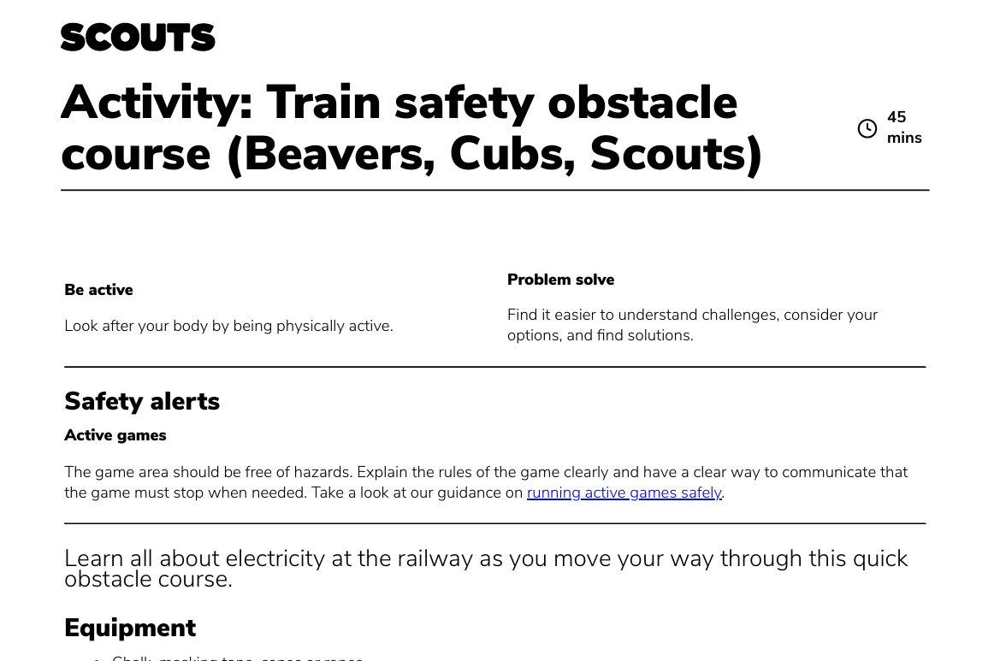 SCOUTS
Activity: Train safety obstacle
course (Beavers, Cubs, Scouts)
45
mins
Be active
Look after your body by being physically active.
Problem solve
Find it easier to understand challenges, consider your
options, and find solutions.
Safety alerts
Active games
The game area should be free of hazards. Explain the rules of the game clearly and have a clear way to communicate that
the game must stop when needed. Take a look at our guidance on running active games safely.
Learn all about electricity at the railway as you move your way through this quick
obstacle course.
Equipment
Chalk, masking tape, cones or ropes